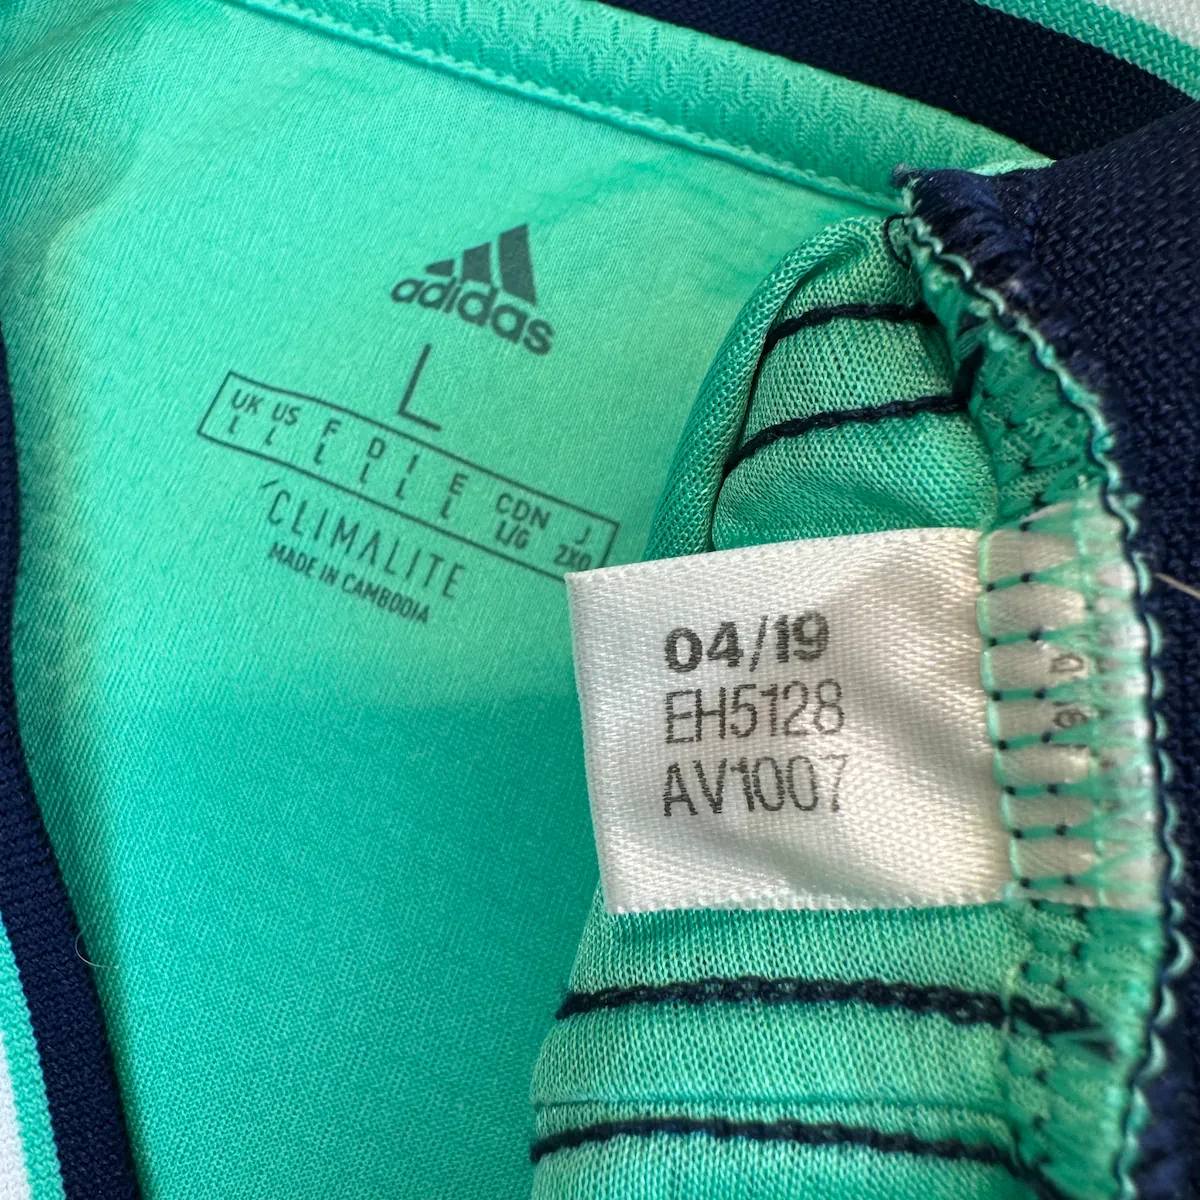 adidas
L
UK US F D I E CDN J
L L L L L L L/G 2XO
CLIMALITE
MADE IN CAMBODIA
04/19
EH5128
AV1007